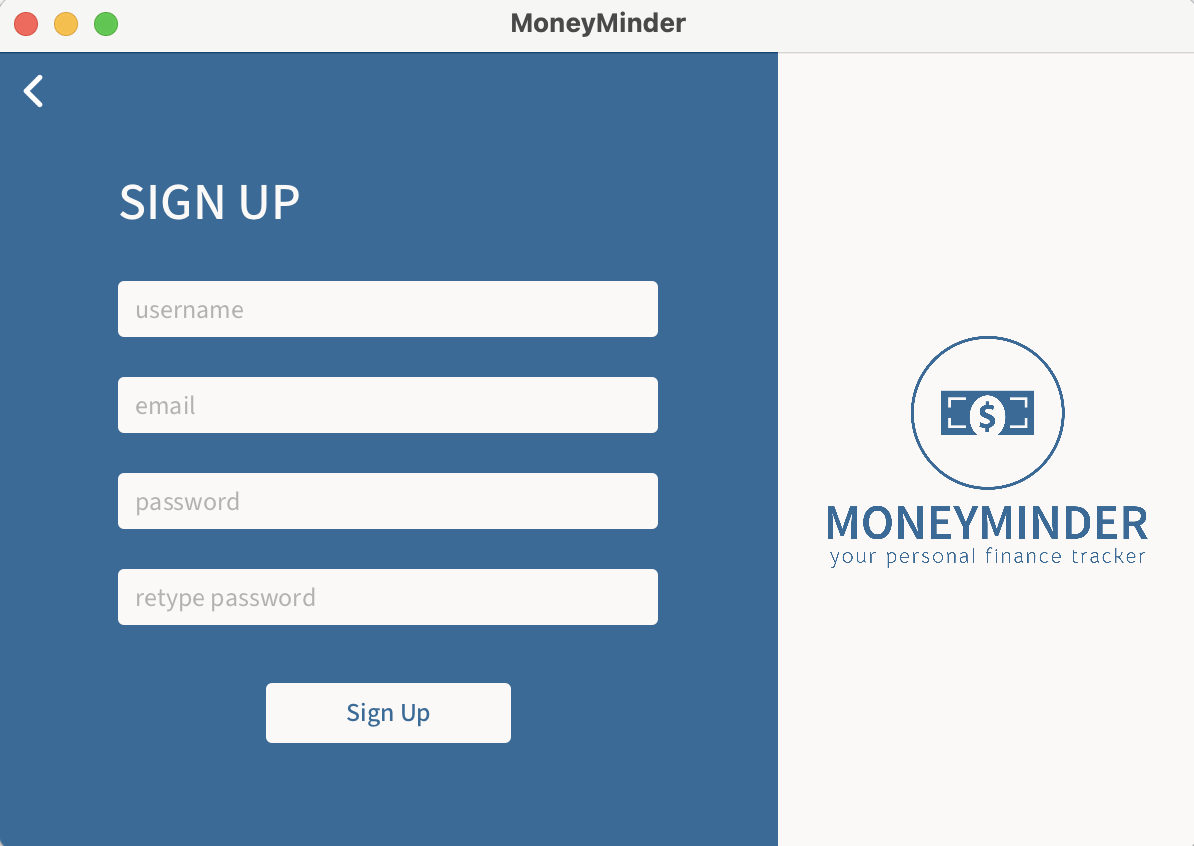 MoneyMinder
SIGN UP
username
email
password
retype password
Sign Up
$
MONEYMINDER
your personal finance tracker